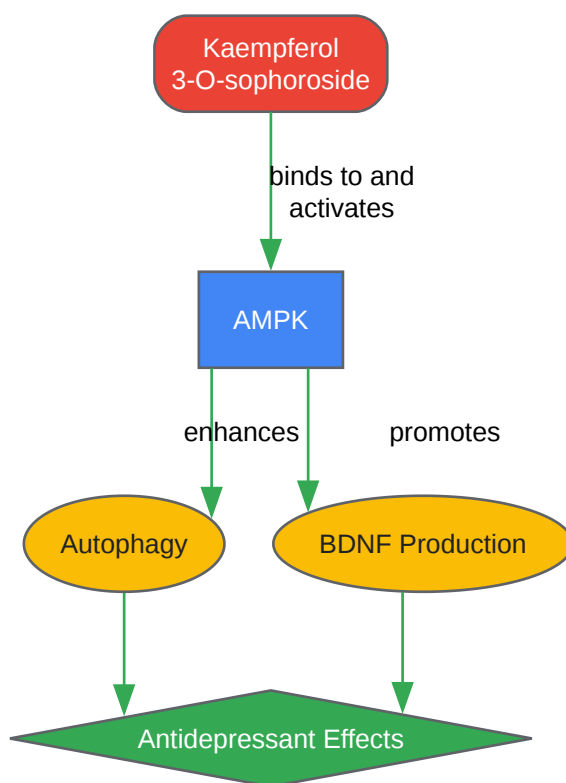 Kaempferol
3-O-sophoroside
binds to and
activates
AMPK
enhances
promotes
Autophagy
BDNF Production
Antidepressant Effects